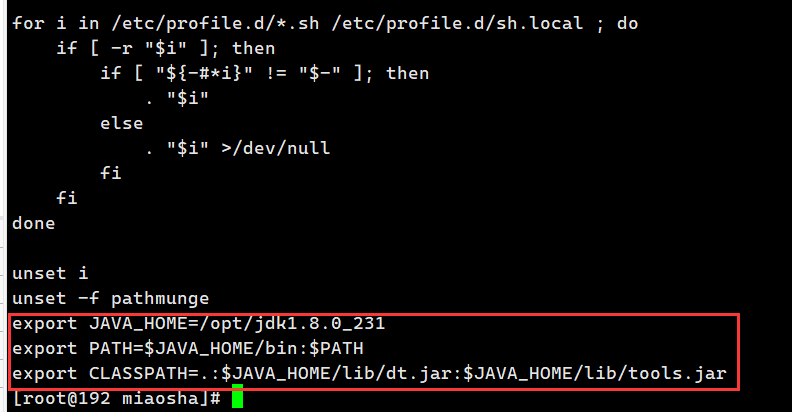 for i in /etc/profile.d/*.sh /etc/profile.d/sh.local ; do
    if [ -r "$i" ]; then
        if [ "${-#*i}" != "$-" ]; then
            . "$i"
        else
            . "$i" >/dev/null
        fi
    fi
done

unset i
unset -f pathmunge
export JAVA_HOME=/opt/jdk1.8.0_231
export PATH=$JAVA_HOME/bin:$PATH
export CLASSPATH=.:$JAVA_HOME/lib/dt.jar:$JAVA_HOME/lib/tools.jar
[root@192 miaosha]#